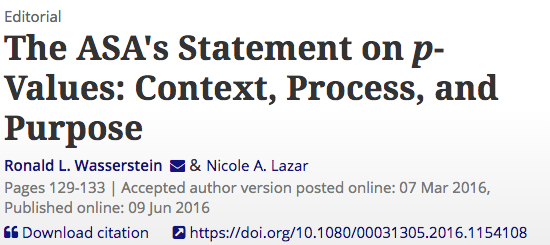 Editorial
The ASA's Statement on p-
Values: Context, Process, and
Purpose
Ronald L. Wasserstein & Nicole A. Lazar
Pages 129-133 | Accepted author version posted online: 07 Mar 2016,
Published online: 09 Jun 2016
Download citation https://doi.org/10.1080/00031305.2016.1154108